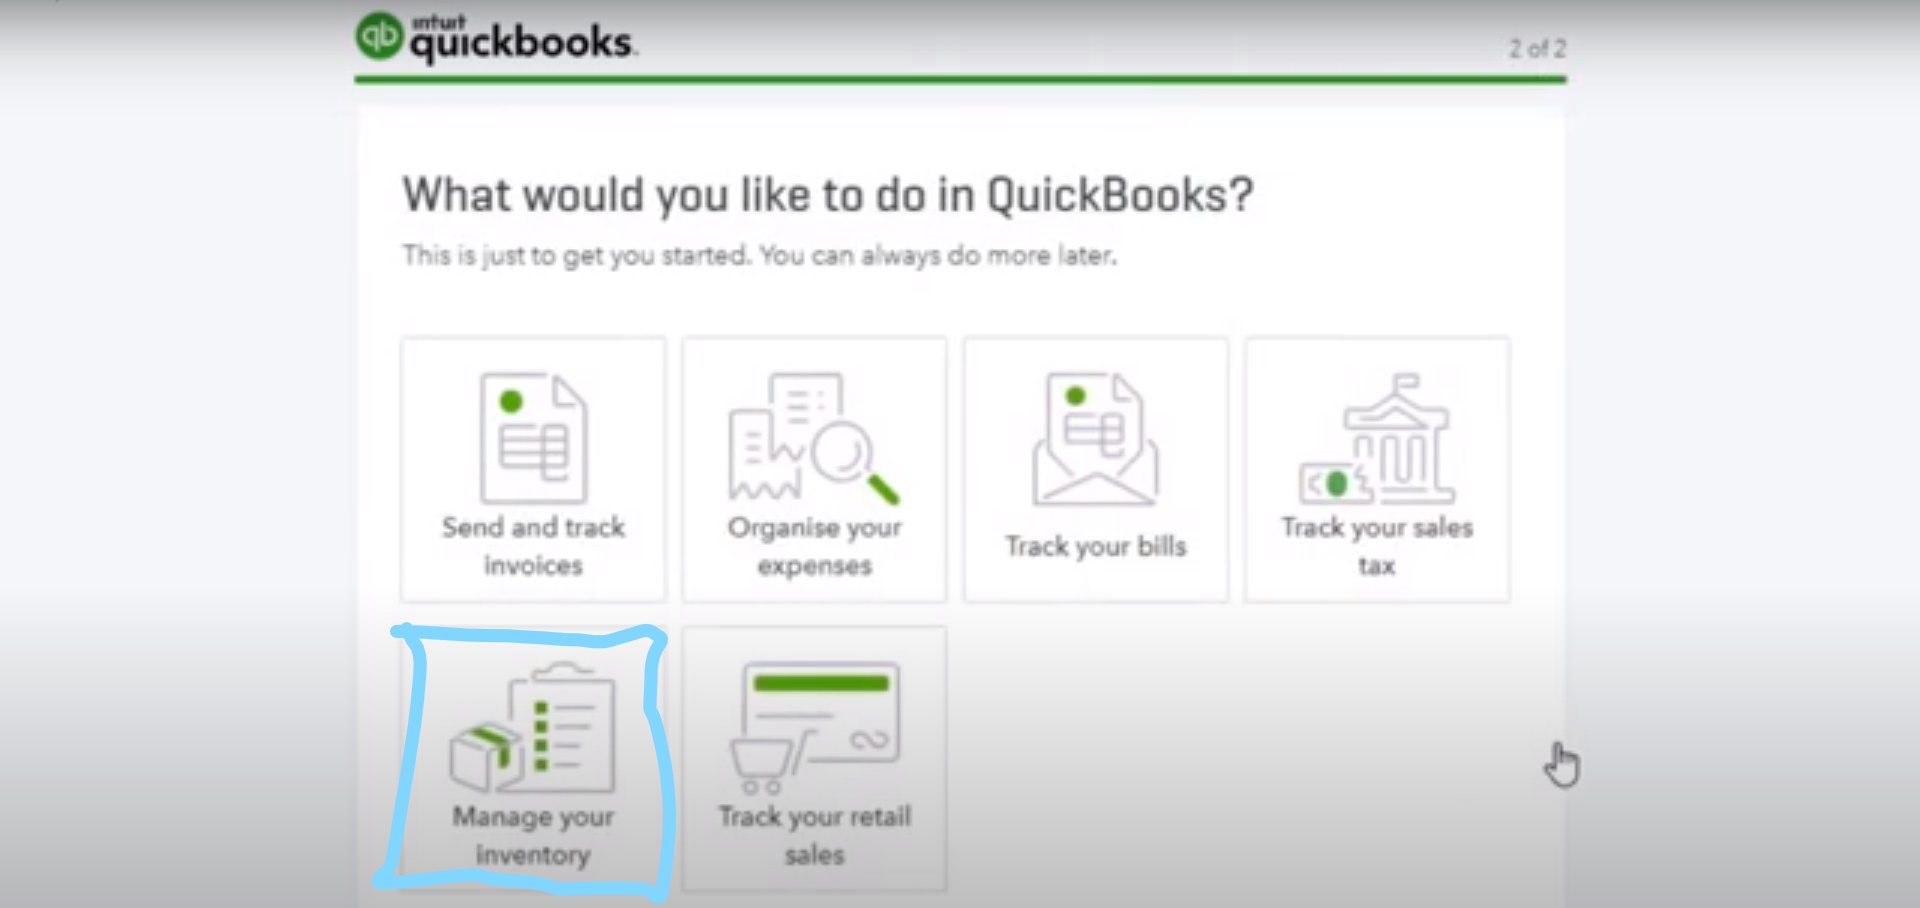 intuit
quickbooks.
2 of 2
What would you like to do in QuickBooks?
This is just to get you started. You can always do more later.
Send and track
invoices
Organise your
expenses
Track your bills
Track your sales
tax
Manage your
inventory
Track your retail
sales